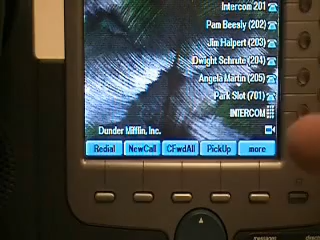 Intercom 201
Pam Beesly (202)
Jim Halpert (203)
Dwight Schrute (204)
Angela Martin (205)
Park Slot (701)
INTERCOM
Dunder Mifflin, Inc.
Redial NewCall CFwdAll PickUp more
messages